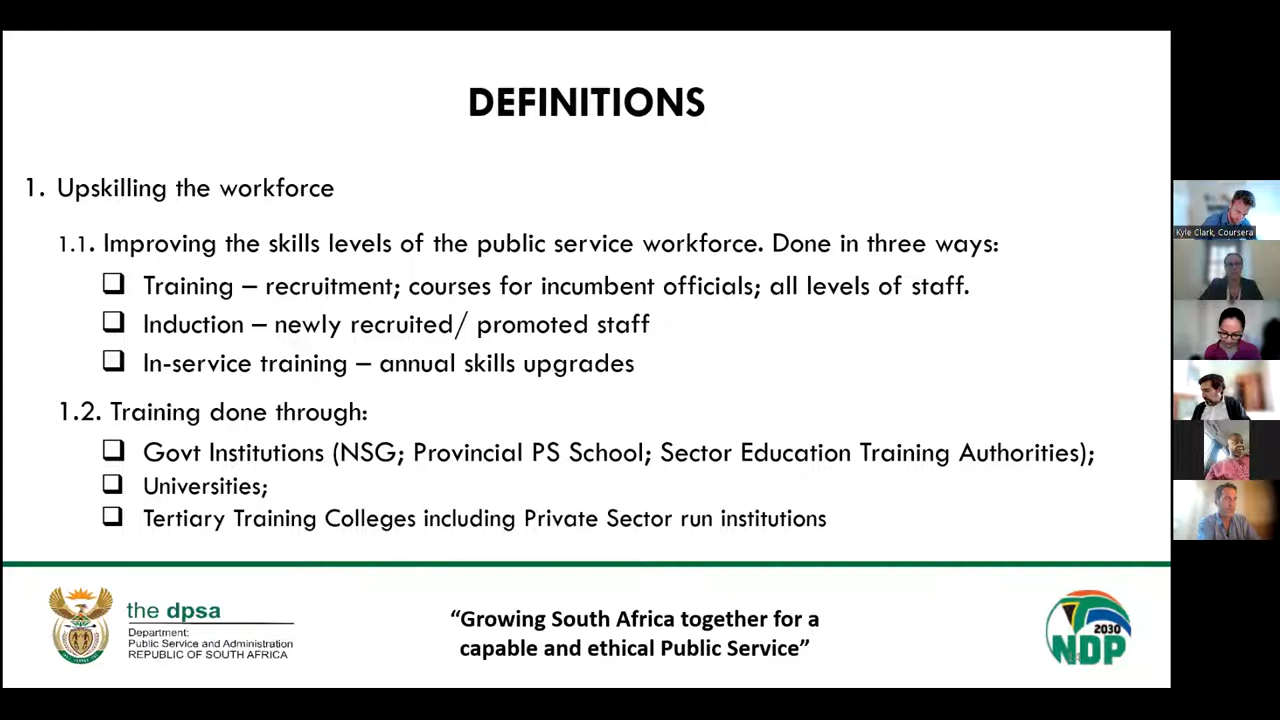 DEFINITIONS
1. Upskilling the workforce
1.1. Improving the skills levels of the public service workforce. Done in three ways:
Training – recruitment; courses for incumbent officials; all levels of staff.
Induction – newly recruited/ promoted staff
In-service training – annual skills upgrades
1.2. Training done through:
Govt Institutions (NSG; Provincial PS School; Sector Education Training Authorities);
Universities;
Tertiary Training Colleges including Private Sector run institutions
the dpsa
Department:
Public Service and Administration
REPUBLIC OF SOUTH AFRICA
“Growing South Africa together for a
capable and ethical Public Service”
2030
NDP
Kyle Clark, Coursera